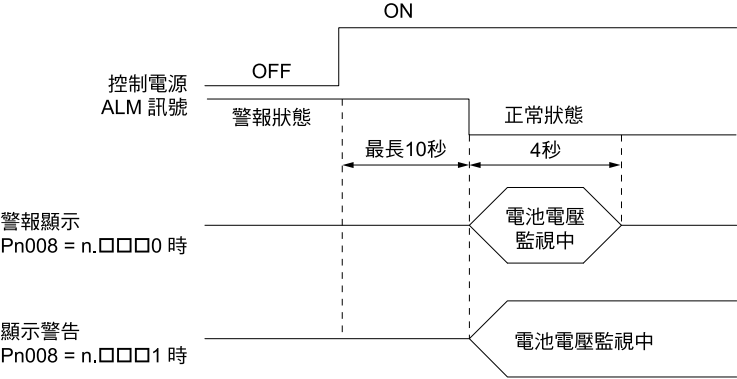 ON
OFF
控制電源
ALM 訊號
警報狀態
正常狀態
最長10秒
4秒
警報顯示
Pn008 = n.□□□0 時
電池電壓
監視中
顯示警告
Pn008 = n.□□□1 時
電池電壓監視中